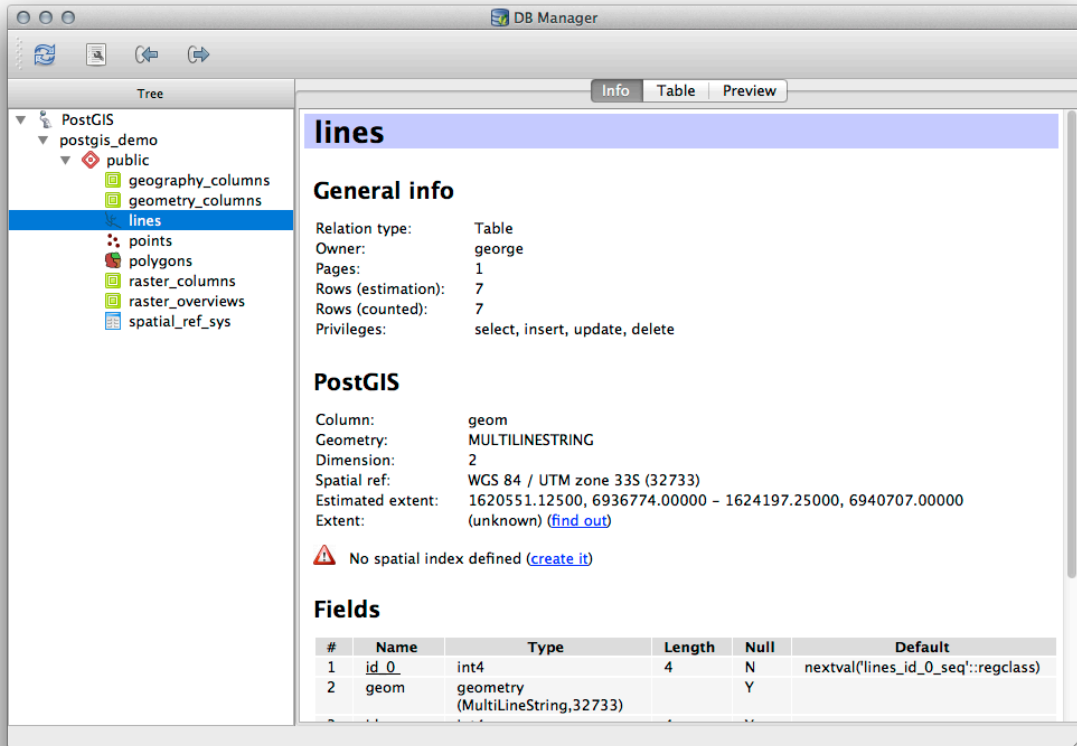 DB Manager
Tree
Info Table Preview
PostGIS
postgis_demo
public
geography_columns
geometry_columns
lines
points
polygons
raster_columns
raster_overviews
spatial_ref_sys
lines
General info
Relation type: Table
Owner: george
Pages: 1
Rows (estimation): 7
Rows (counted): 7
Privileges: select, insert, update, delete
PostGIS
Column: geom
Geometry: MULTILINESTRING
Dimension: 2
Spatial ref: WGS 84 / UTM zone 33S (32733)
Estimated extent: 1620551.12500, 6936774.00000 - 1624197.25000, 6940707.00000
Extent: (unknown) (find out)
No spatial index defined (create it)
Fields
# Name Type Length Null Default
1 id_0 int4 4 N nextval('lines_id_0_seq'::regclass)
2 geom geometry Y
(MultiLineString,32733)